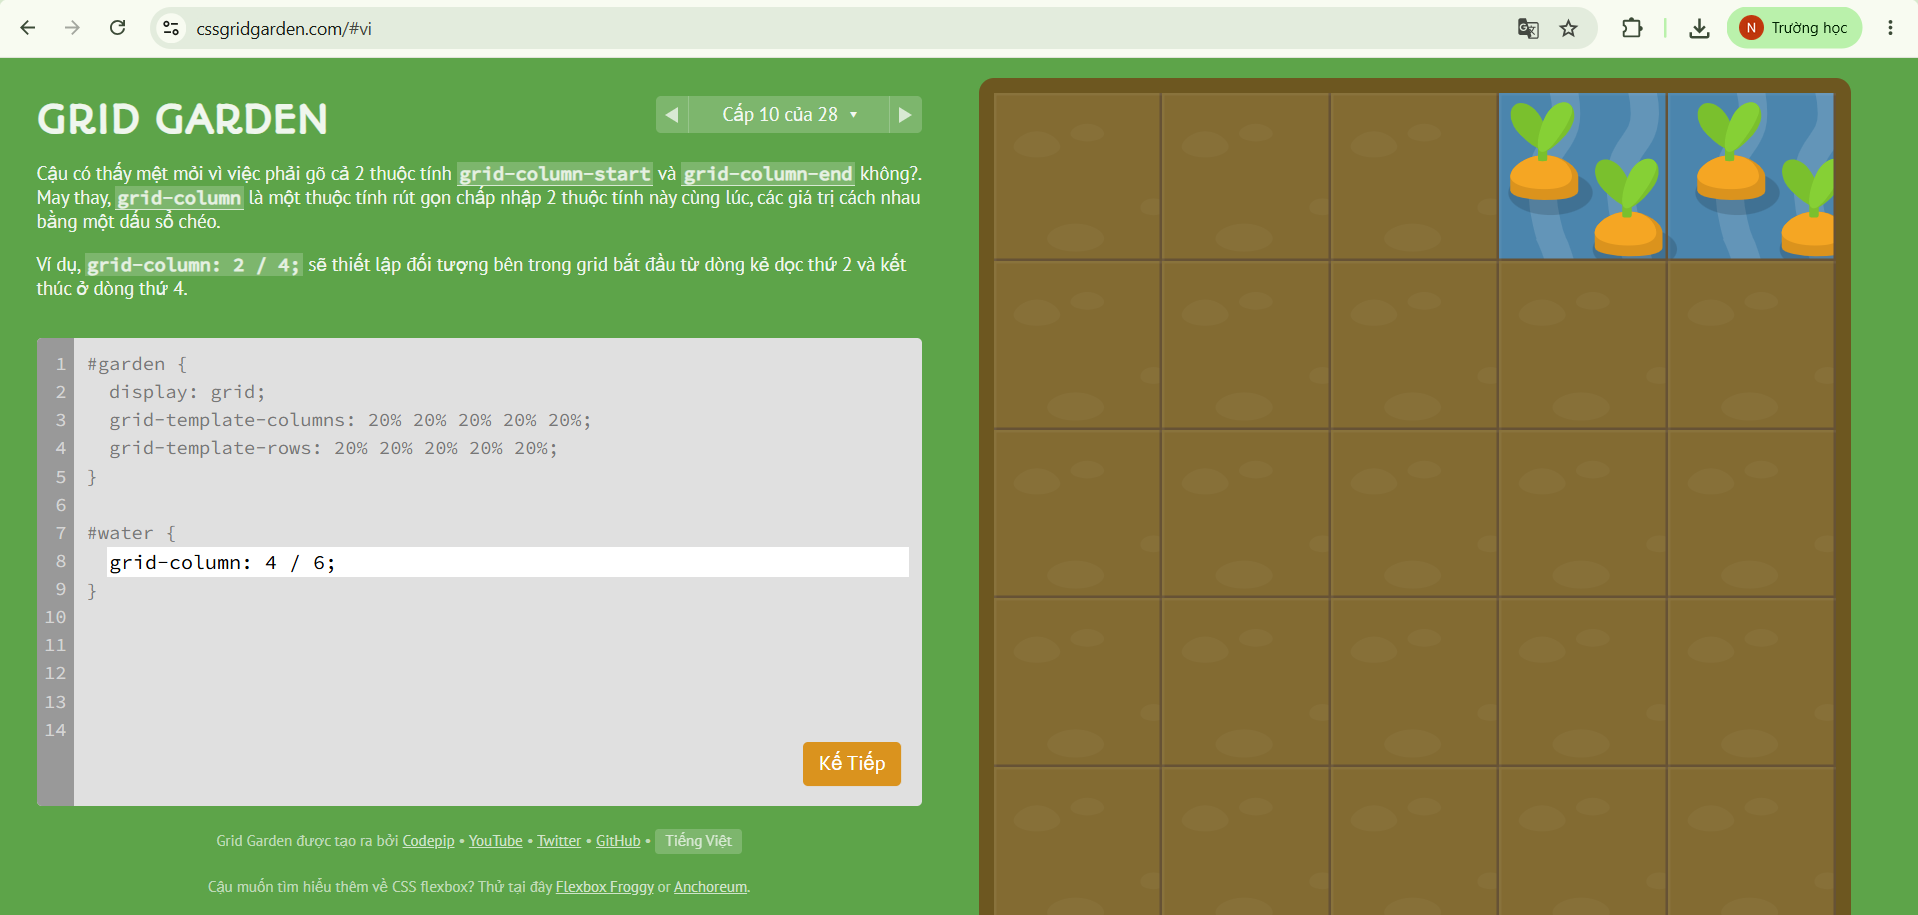 cssgridgarden.com/#vi
N Trường học
GRID GARDEN
◀ Cấp 10 của 28 ▾ ▶
Cậu có thấy mệt mỏi vì việc phải gõ cả 2 thuộc tính grid-column-start và grid-column-end không?.
May thay, grid-column là một thuộc tính rút gọn chấp nhập 2 thuộc tính này cùng lúc, các giá trị cách nhau
bằng một dấu sổ chéo.
Ví dụ, grid-column: 2 / 4; sẽ thiết lập đối tượng bên trong grid bắt đầu từ dòng kẻ dọc thứ 2 và kết
thúc ở dòng thứ 4.
1 #garden {
2 display: grid;
3 grid-template-columns: 20% 20% 20% 20% 20%;
4 grid-template-rows: 20% 20% 20% 20% 20%;
5 }
6
7 #water {
8 grid-column: 4 / 6;
9 }
10
11
12
13
14
Kế Tiếp
Grid Garden được tạo ra bởi Codepip • YouTube • Twitter • GitHub • Tiếng Việt
Cậu muốn tìm hiểu thêm về CSS flexbox? Thử tại đây Flexbox Froggy or Anchoreum.